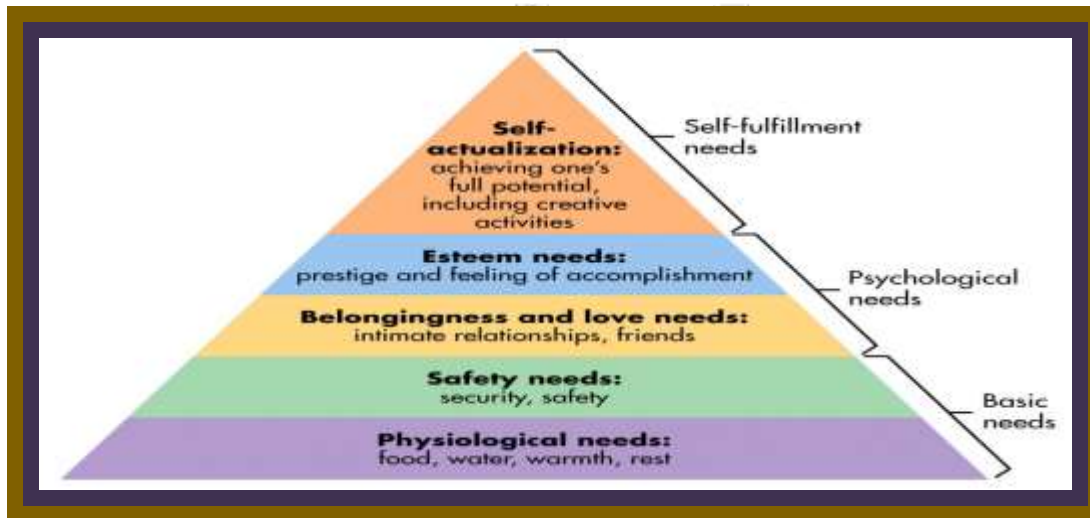 Self-
actualization:
achieving one's
full potential,
including creative
activities
Self-fulfillment
needs
Esteem needs:
prestige and feeling of accomplishment
Psychological
needs
Belongingness and love needs:
intimate relationships, friends
Safety needs:
security, safety
Basic
needs
Physiological needs:
food, water, warmth, rest